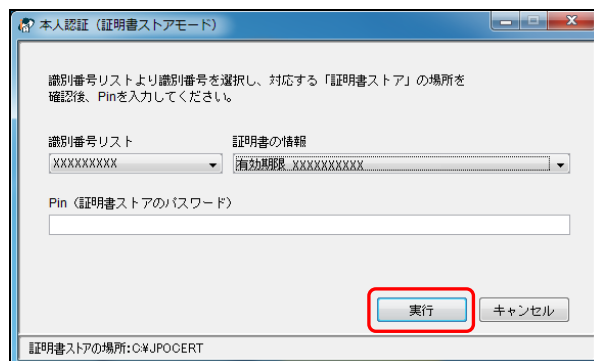 本人認証（証明書ストアモード）
識別番号リストより識別番号を選択し、対応する「証明書ストア」の場所を
確認後、Pinを入力してください。
識別番号リスト 証明書の情報
XXXXXXXXX 有効期限 XXXXXXXXXX
Pin（証明書ストアのパスワード）
実行 キャンセル
証明書ストアの場所:C:¥JPOCERT